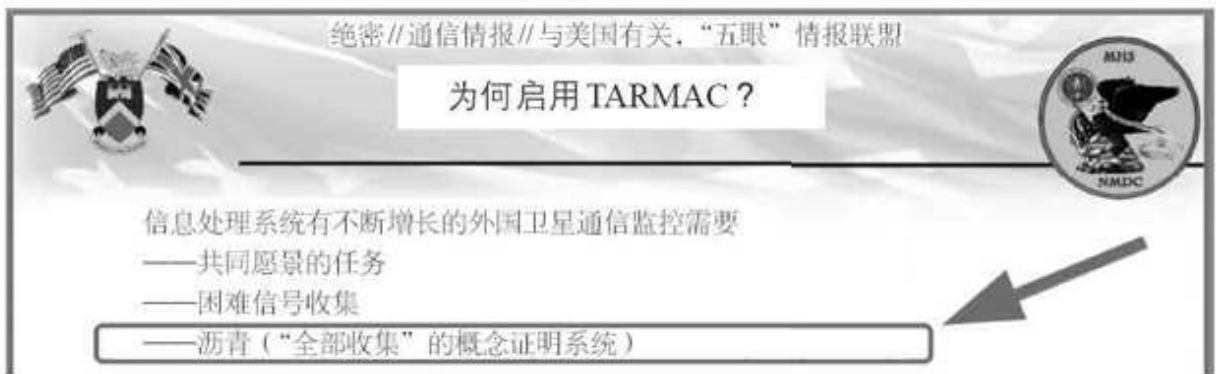 绝密//通信情报//与美国有关，“五眼”情报联盟
为何启用TARMAC？
MHS
NMDC
信息处理系统有不断增长的外国卫星通信监控需要
——共同愿景的任务
——困难信号收集
——沥青（“全部收集”的概念证明系统）